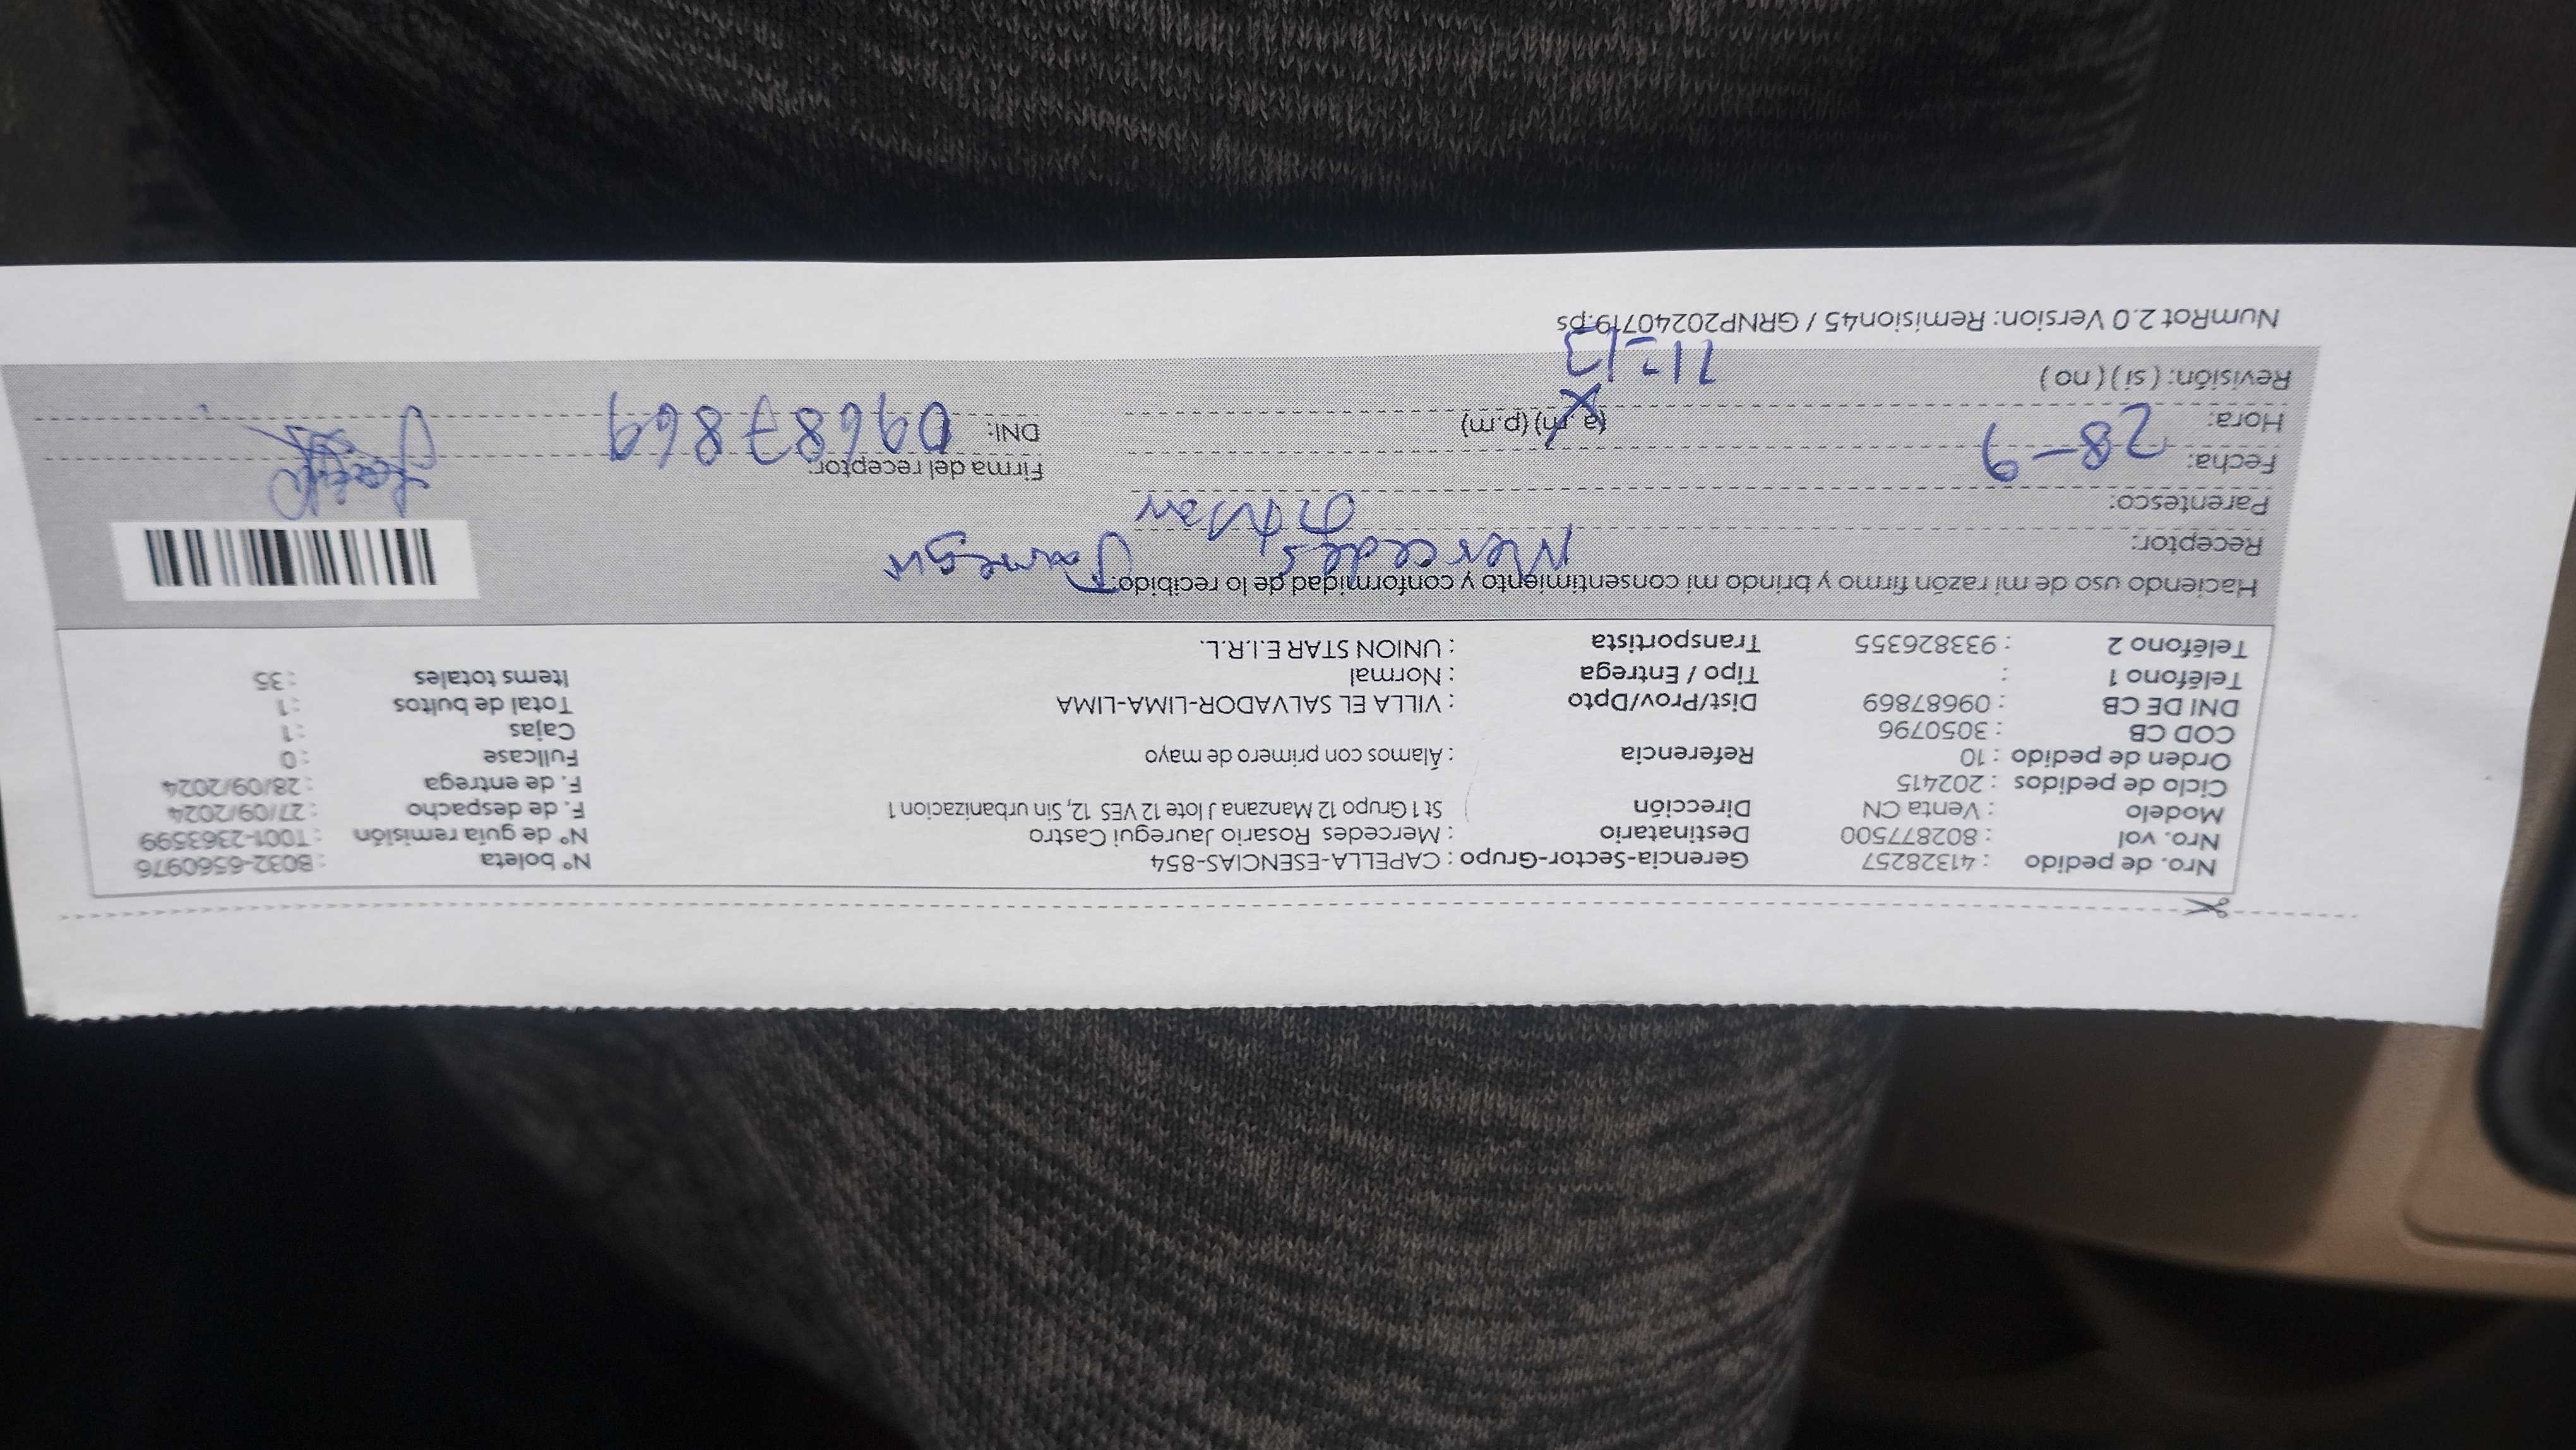 Nro. de pedido : 41328257 Gerencia-Sector-Grupo : CAPELLA-ESENCIAS-854 N° boleta : B032-6560976
Nro. vol : 802877500 Destinatario : Mercedes Rosario Jauregui Castro N° de guía remisión : T001-2363599
Modelo : Venta CN Dirección St 1 Grupo 12 Manzana J lote 12 VES 12, Sin urbanizacion 1 F. de despacho : 27/09/2024
Ciclo de pedidos : 202415 F. de entrega : 28/09/2024
Orden de pedido : 10 Referencia : Álamos con primero de mayo Fullcase : 0
COD CB : 3050796 Cajas : 1
DNI DE CB : 09687869 Dist/Prov/Dpto : VILLA EL SALVADOR-LIMA-LIMA Total de bultos : 1
Teléfono 1 : Tipo / Entrega : Normal Items totales : 35
Teléfono 2 : 933826355 Transportista : UNION STAR E.I.R.L.
Haciendo uso de mi razón firmo y brindo mi consentimiento y conformidad de lo recibido:
Receptor: Mercedes Jauregui
Parentesco:
Fecha: 28-9 Firma del receptor:
Hora: (a.m) (p.m) DNI: 09687869
Revisión: ( si ) ( no )
NumRot 2.0 Version: Remision45 / GRNP20240719.ps